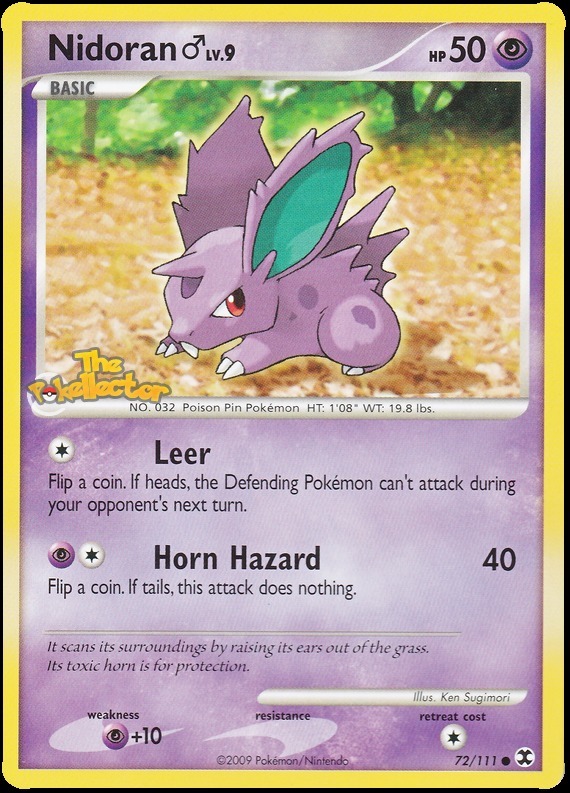 Nidoran♂ LV.9 HP 50
BASIC
The
Pokéllector
NO. 032 Poison Pin Pokémon HT: 1'08" WT: 19.8 lbs.
Leer
Flip a coin. If heads, the Defending Pokémon can't attack during
your opponent's next turn.
Horn Hazard 40
Flip a coin. If tails, this attack does nothing.
It scans its surroundings by raising its ears out of the grass.
Its toxic horn is for protection.
Illus. Ken Sugimori
weakness resistance retreat cost
+10
©2009 Pokémon/Nintendo 72/111